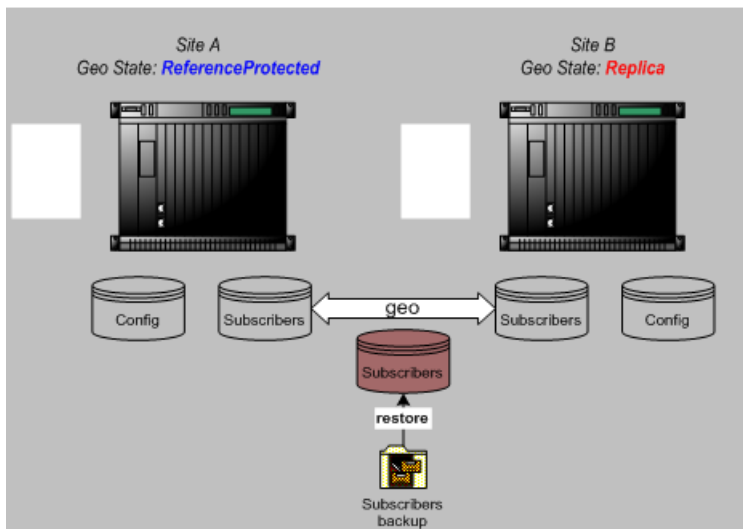 Site A
Geo State: ReferenceProtected
Site B
Geo State: Replica
Config
Subscribers
geo
Subscribers
Config
Subscribers
restore
Subscribers
backup